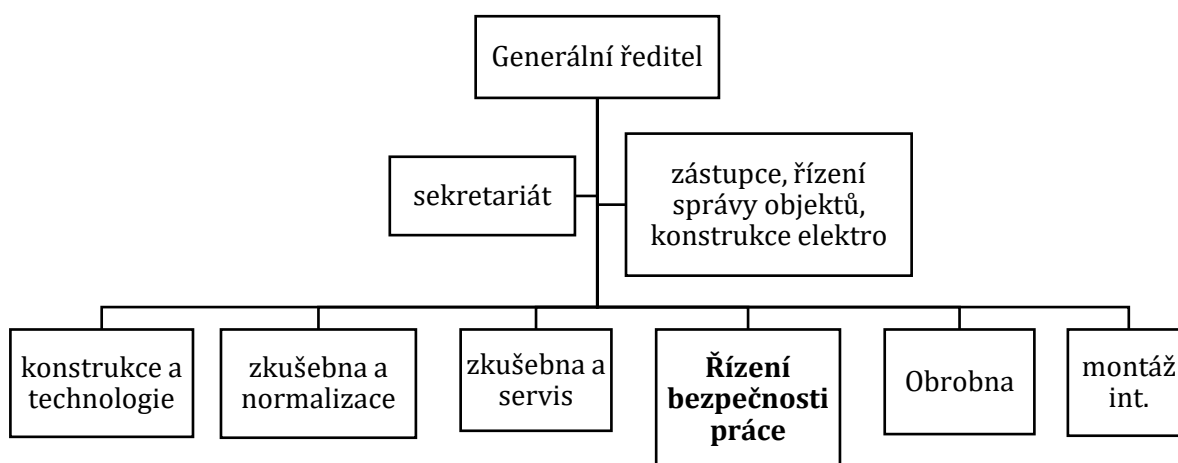 Generální ředitel
sekretariát
zástupce, řízení
správy objektů,
konstrukce elektro
konstrukce a
technologie
zkušebna a
normalizace
zkušebna a
servis
Řízení
bezpečnosti
práce
Obrobna
montáž
int.